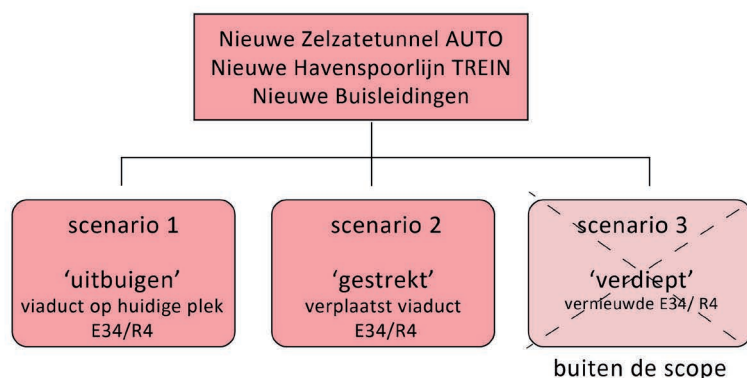 Nieuwe Zelzatetunnel AUTO
Nieuwe Havenspoorlijn TREIN
Nieuwe Buisleidingen
scenario 1
'uitbuigen'
viaduct op huidige plek
E34/R4
scenario 2
'gestrekt'
verplaatst viaduct
E34/R4
scenario 3
'verdiept'
vernieuwde E34/ R4
buiten de scope